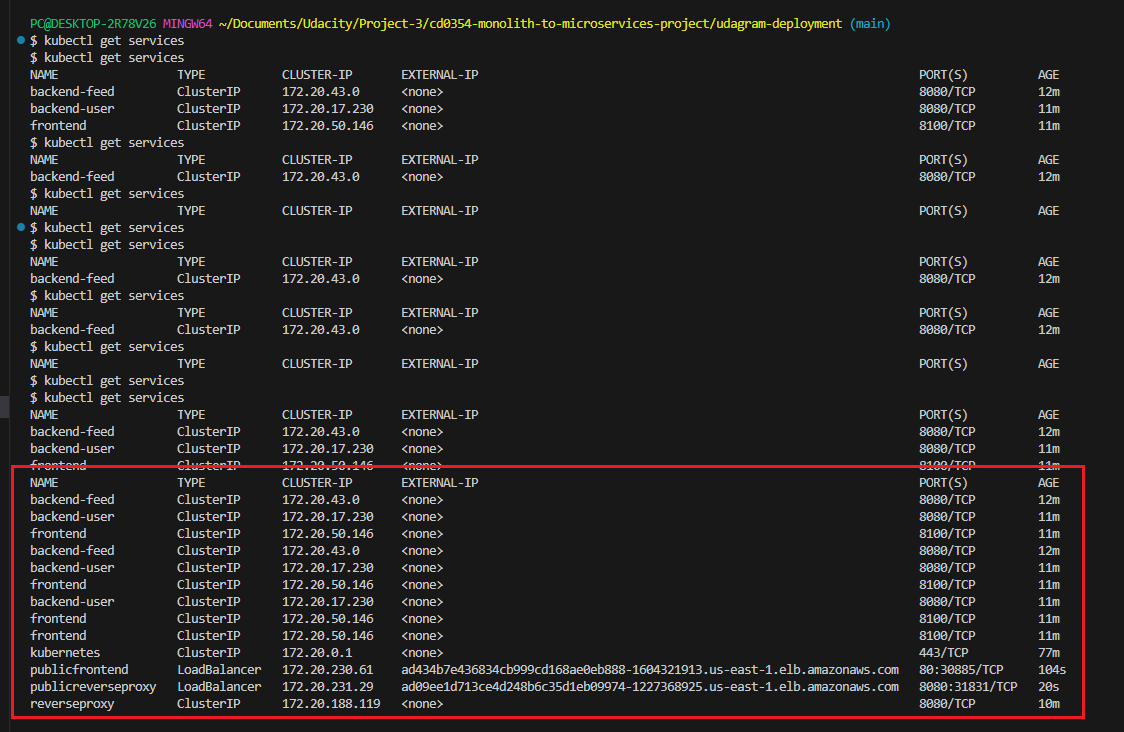 PC@DESKTOP-2R78V26 MINGW64 ~/Documents/Udacity/Project-3/cd0354-monolith-to-microservices-project/udagram-deployment (main)
$ kubectl get services
$ kubectl get services
NAME TYPE CLUSTER-IP EXTERNAL-IP PORT(S) AGE
backend-feed ClusterIP 172.20.43.0 <none> 8080/TCP 12m
backend-user ClusterIP 172.20.17.230 <none> 8080/TCP 11m
frontend ClusterIP 172.20.50.146 <none> 8100/TCP 11m
$ kubectl get services
NAME TYPE CLUSTER-IP EXTERNAL-IP PORT(S) AGE
backend-feed ClusterIP 172.20.43.0 <none> 8080/TCP 12m
$ kubectl get services
NAME TYPE CLUSTER-IP EXTERNAL-IP PORT(S) AGE
$ kubectl get services
$ kubectl get services
NAME TYPE CLUSTER-IP EXTERNAL-IP PORT(S) AGE
backend-feed ClusterIP 172.20.43.0 <none> 8080/TCP 12m
$ kubectl get services
NAME TYPE CLUSTER-IP EXTERNAL-IP PORT(S) AGE
backend-feed ClusterIP 172.20.43.0 <none> 8080/TCP 12m
$ kubectl get services
NAME TYPE CLUSTER-IP EXTERNAL-IP PORT(S) AGE
$ kubectl get services
$ kubectl get services
NAME TYPE CLUSTER-IP EXTERNAL-IP PORT(S) AGE
backend-feed ClusterIP 172.20.43.0 <none> 8080/TCP 12m
backend-user ClusterIP 172.20.17.230 <none> 8080/TCP 11m
frontend ClusterIP 172.20.50.146 <none> 8100/TCP 11m
NAME TYPE CLUSTER-IP EXTERNAL-IP PORT(S) AGE
backend-feed ClusterIP 172.20.43.0 <none> 8080/TCP 12m
backend-user ClusterIP 172.20.17.230 <none> 8080/TCP 11m
frontend ClusterIP 172.20.50.146 <none> 8100/TCP 11m
backend-feed ClusterIP 172.20.43.0 <none> 8080/TCP 12m
backend-user ClusterIP 172.20.17.230 <none> 8080/TCP 11m
frontend ClusterIP 172.20.50.146 <none> 8100/TCP 11m
backend-user ClusterIP 172.20.17.230 <none> 8080/TCP 11m
frontend ClusterIP 172.20.50.146 <none> 8100/TCP 11m
frontend ClusterIP 172.20.50.146 <none> 8100/TCP 11m
kubernetes ClusterIP 172.20.0.1 <none> 443/TCP 77m
publicfrontend LoadBalancer 172.20.230.61 ad434b7e436834cb999cd168ae0eb888-1604321913.us-east-1.elb.amazonaws.com 80:30885/TCP 104s
publicreverseproxy LoadBalancer 172.20.231.29 ad09ee1d713ce4d248b6c35d1eb09974-1227368925.us-east-1.elb.amazonaws.com 8080:31831/TCP 20s
reverseproxy ClusterIP 172.20.188.119 <none> 8080/TCP 10m